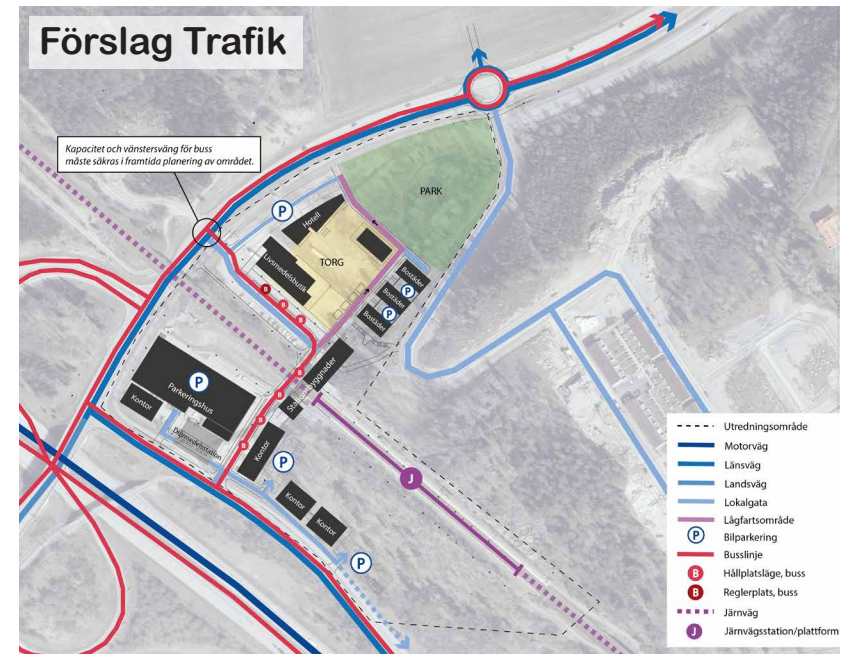 Förslag Trafik
Kapacitet och vänstersväng för buss
måste säkras i framtida planering av området.
PARK
P
Hotell
TORG
Livsmedelsbutik
Bostäder
P
Bostäder
P
Bostäder
B
B
B
B
Stationsbyggnader
B
B
B
B
P
Parkeringshus
Kontor
Drivmedelsstation
Kontor
P
Kontor
Kontor
P
J
Utredningsområde
Motorväg
Länsväg
Landsväg
Lokalgata
Lågfartsområde
P Bilparkering
Busslinje
B Hållplatsläge, buss
B Reglerplats, buss
Järnväg
J Järnvägsstation/plattform